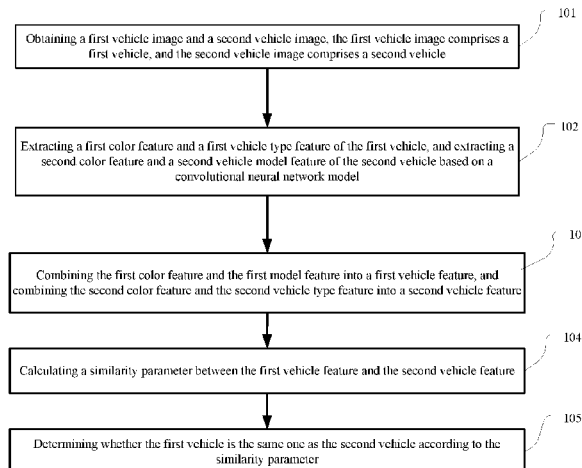 101
Obtaining a first vehicle image and a second vehicle image, the first vehicle image comprises a
first vehicle, and the second vehicle image comprises a second vehicle
102
Extracting a first color feature and a first vehicle type feature of the first vehicle, and extracting a
second color feature and a second vehicle model feature of the second vehicle based on a
convolutional neural network model
10
Combining the first color feature and the first model feature into a first vehicle feature, and
combining the second color feature and the second vehicle type feature into a second vehicle feature
104
Calculating a similarity parameter between the first vehicle feature and the second vehicle feature
105
Determining whether the first vehicle is the same one as the second vehicle according to the
similarity parameter